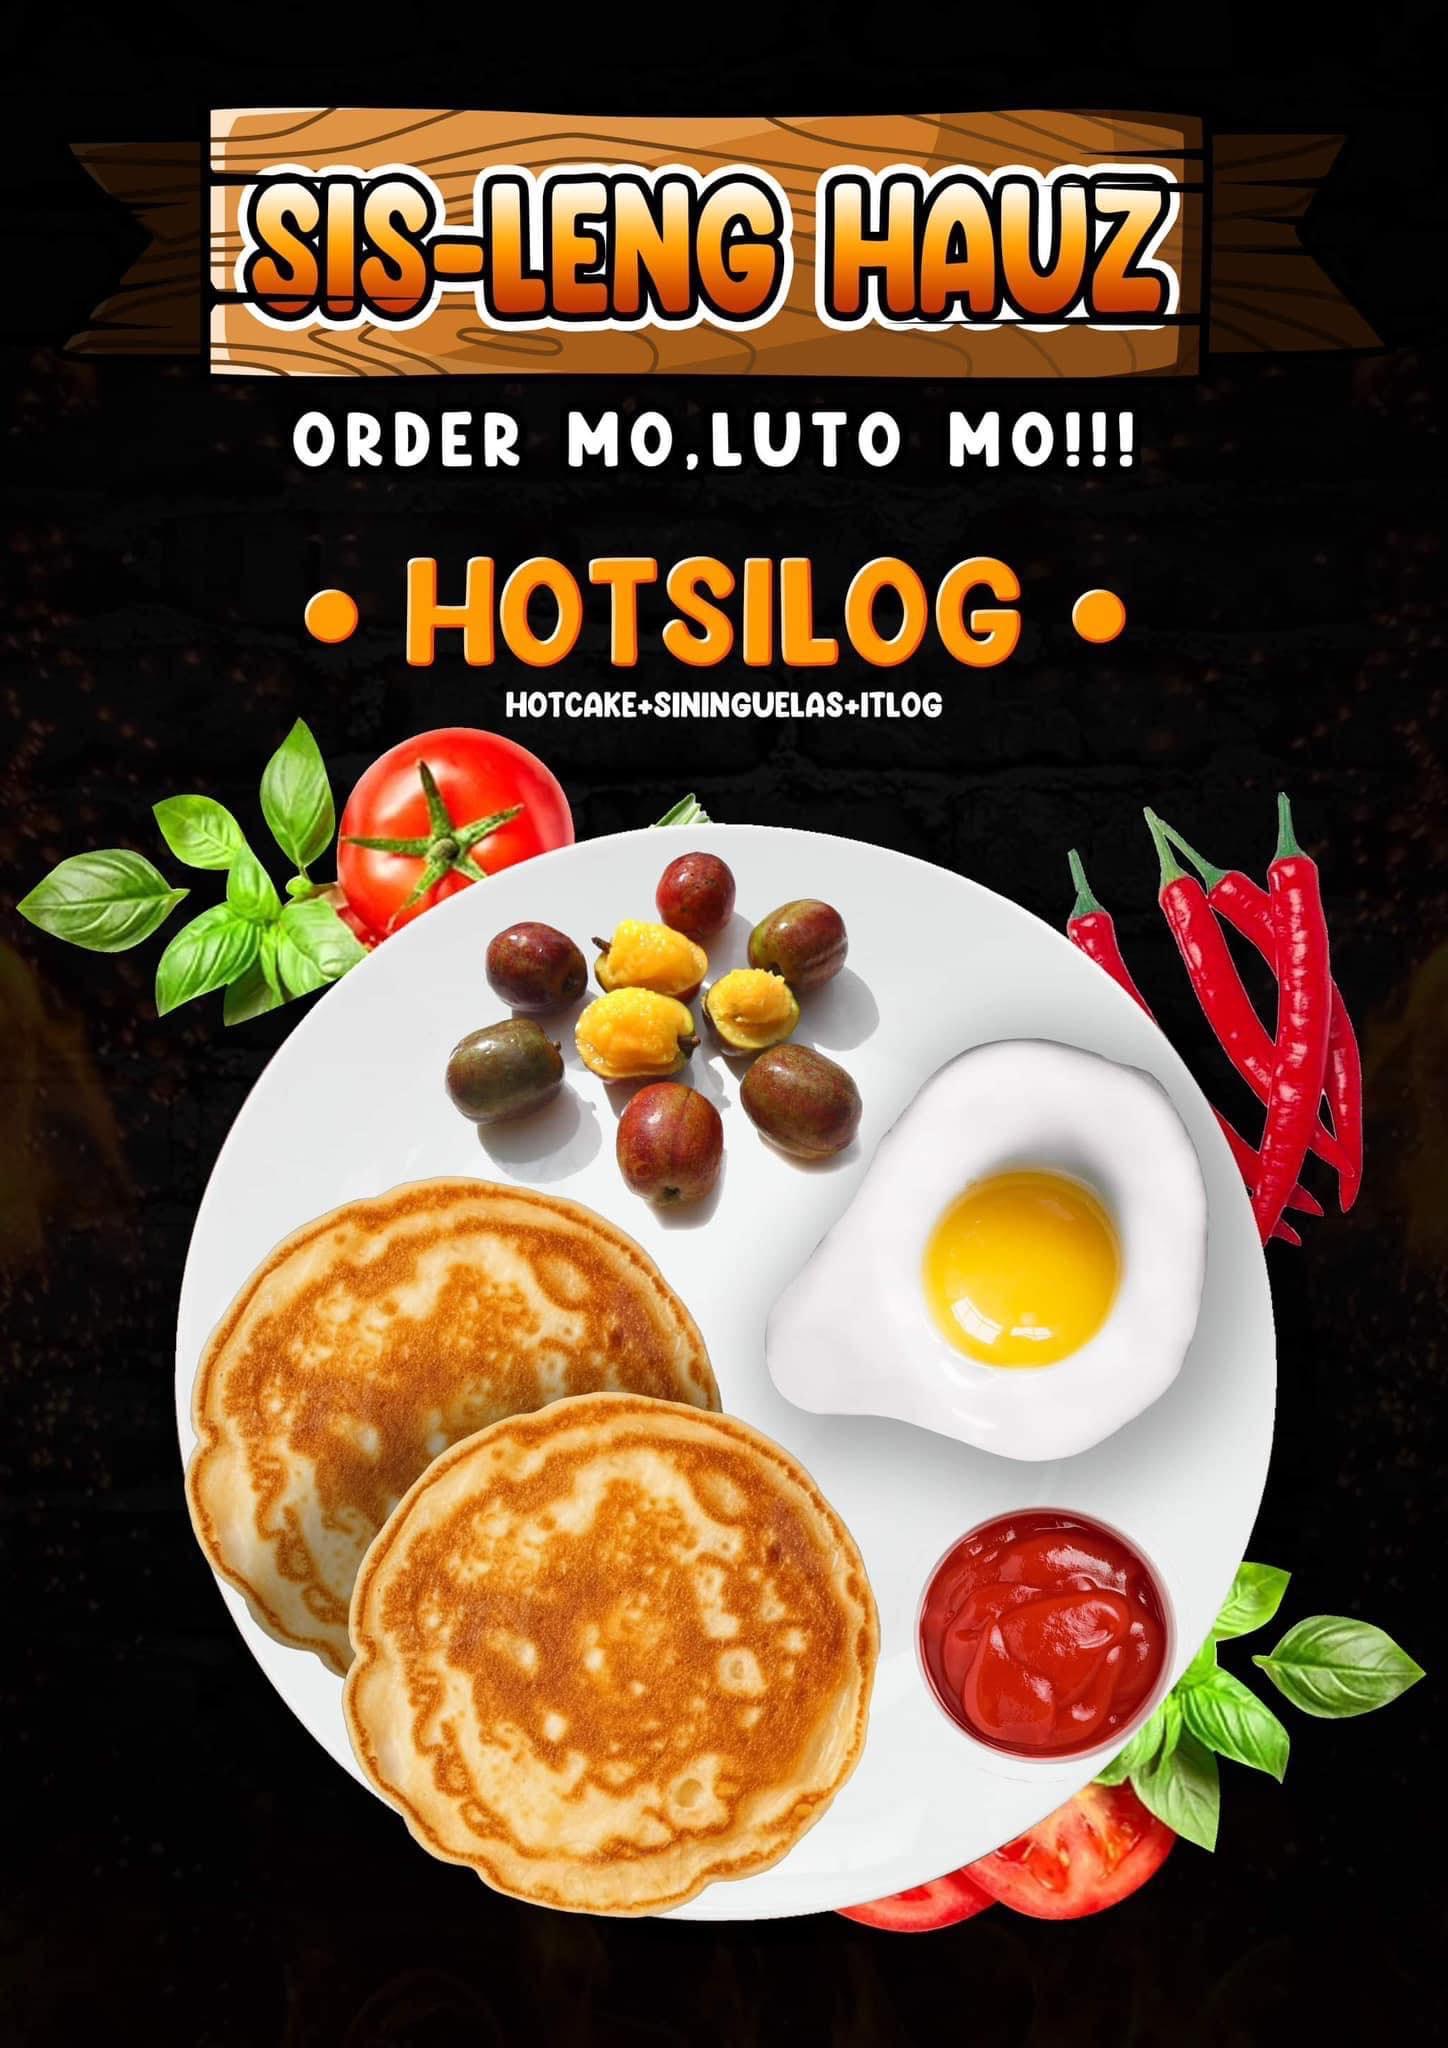 SIS-LENG HAUZ
ORDER MO,LUTO MO!!!
• HOTSILOG •
HOTCAKE+SININGUELAS+ITLOG